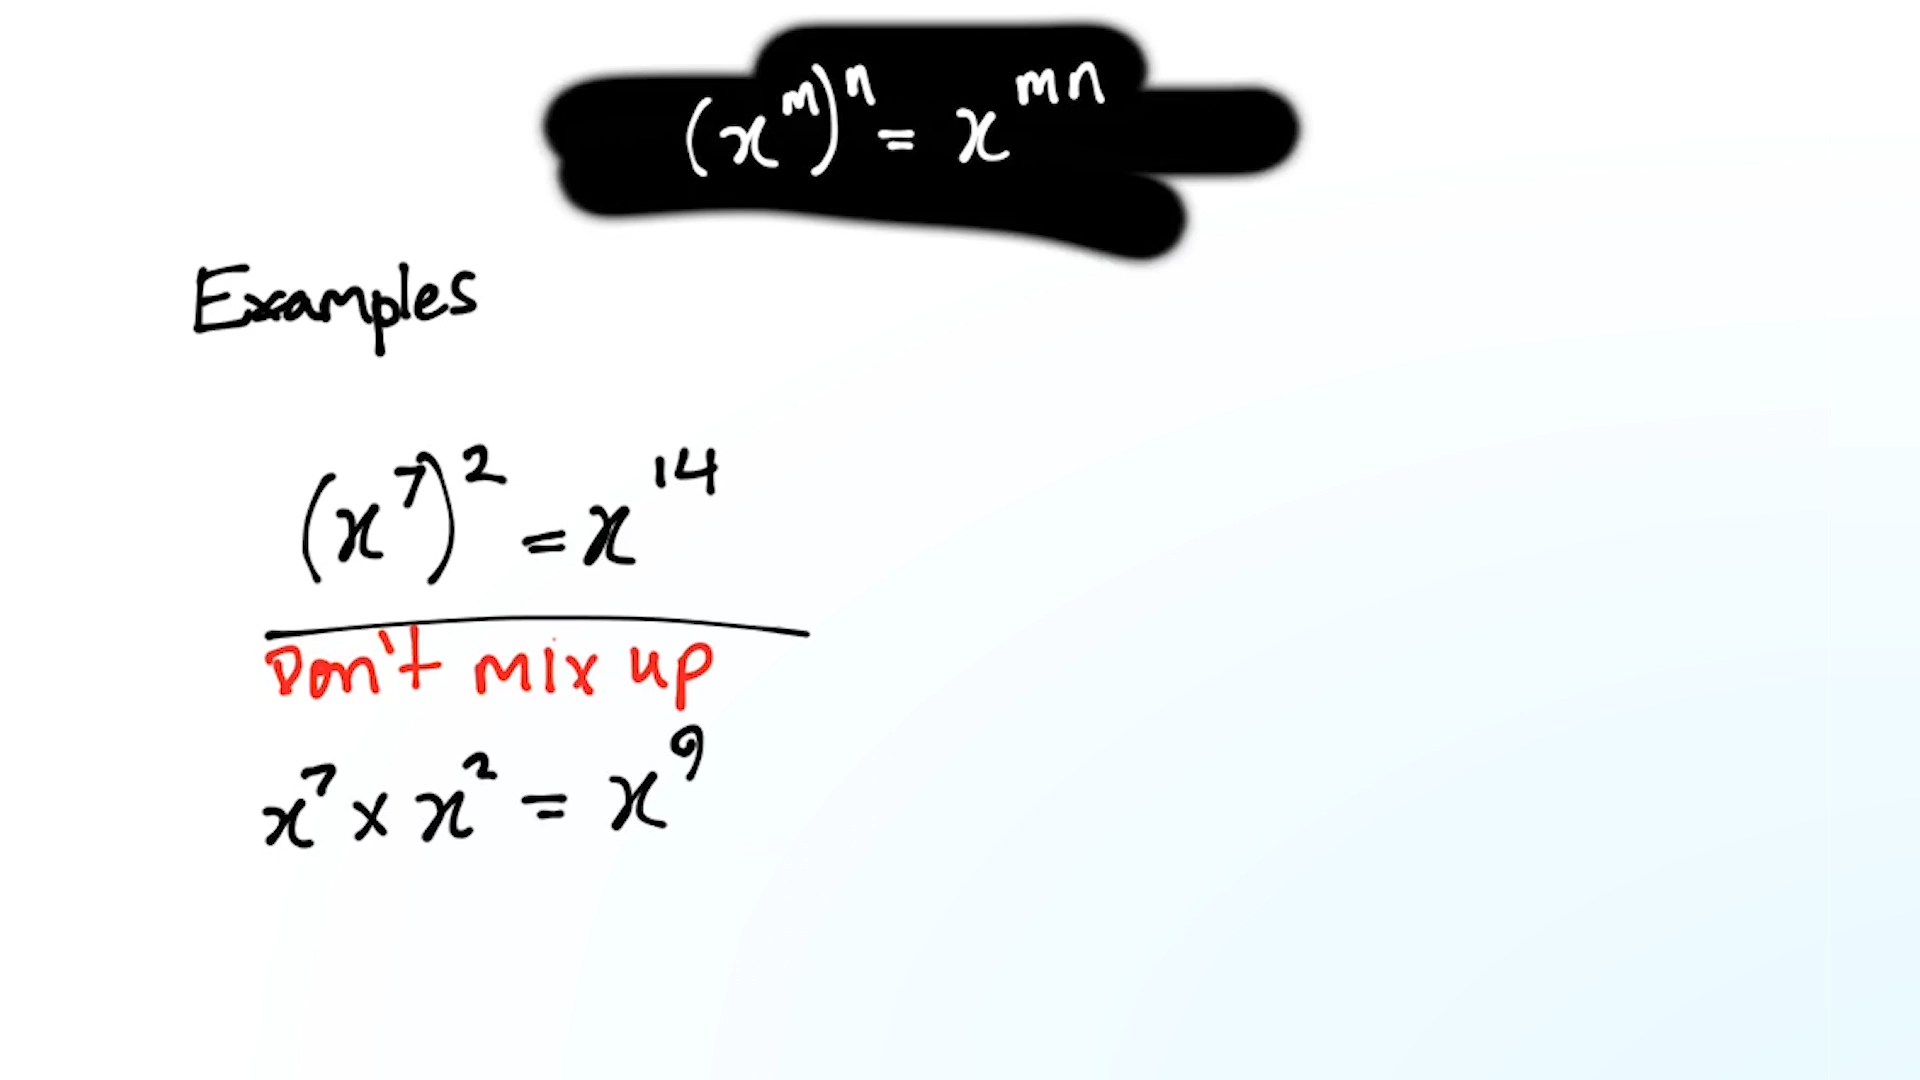 (x^m)^n = x^mn
Examples
(x^7)^2 = x^14
Don't mix up
x^7 × x^2 = x^9